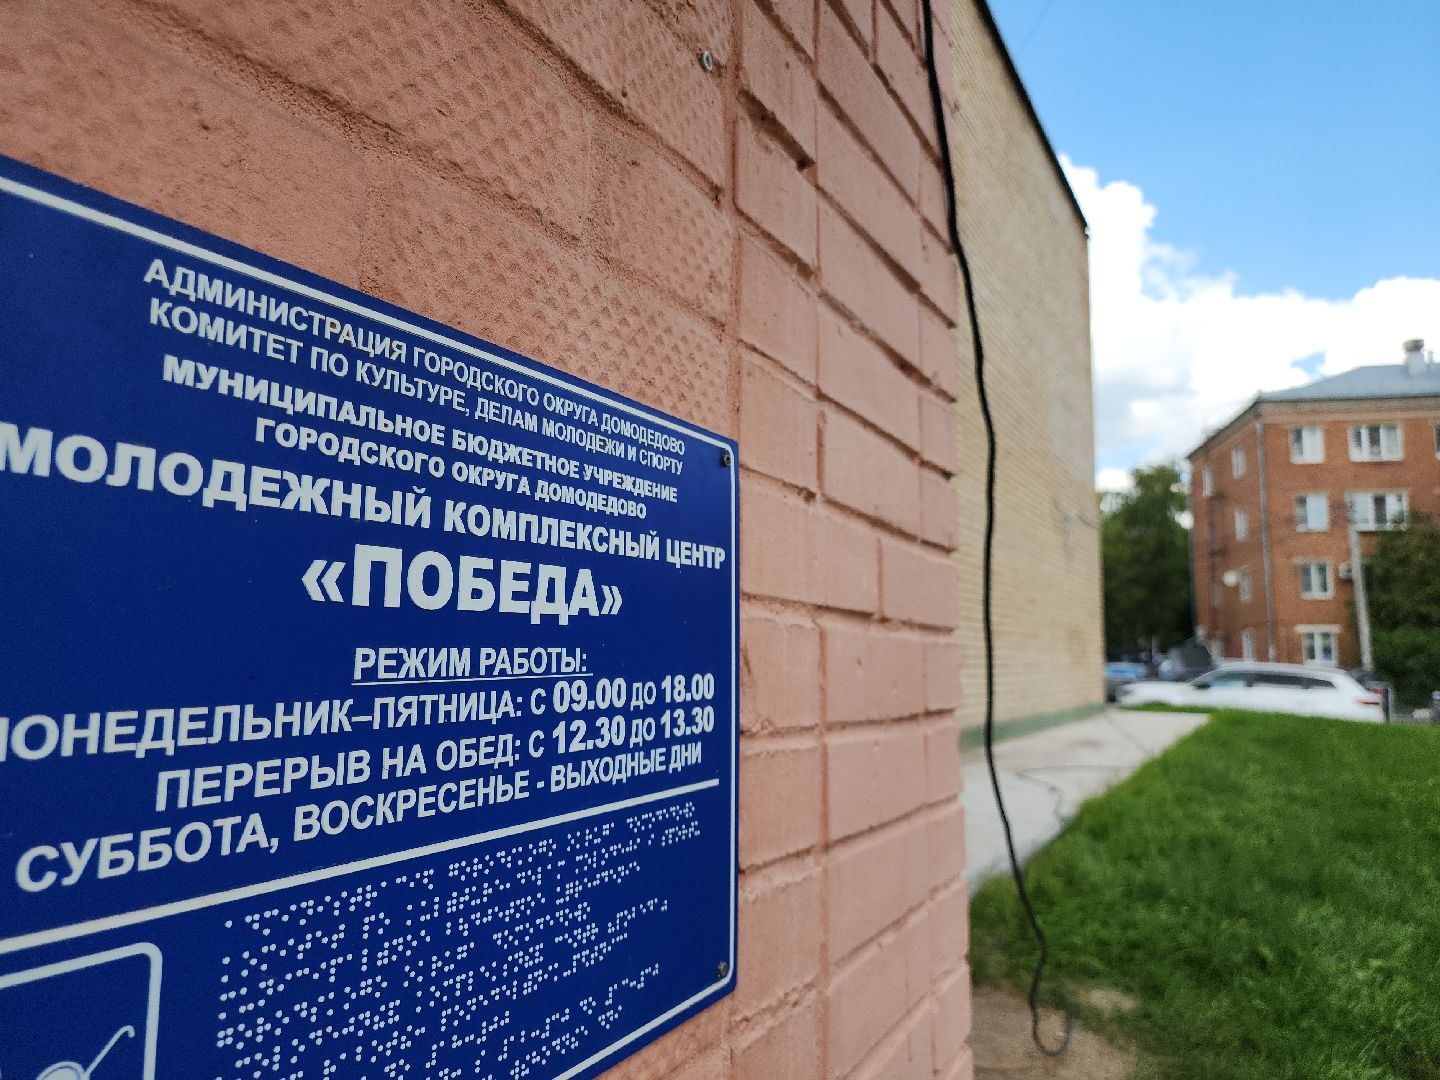 АДМИНИСТРАЦИЯ ГОРОДСКОГО ОКРУГА ДОМОДЕДОВО
КОМИТЕТ ПО КУЛЬТУРЕ, ДЕЛАМ МОЛОДЕЖИ И СПОРТУ
МУНИЦИПАЛЬНОЕ БЮДЖЕТНОЕ УЧРЕЖДЕНИЕ
ГОРОДСКОГО ОКРУГА ДОМОДЕДОВО
МОЛОДЕЖНЫЙ КОМПЛЕКСНЫЙ ЦЕНТР
«ПОБЕДА»
РЕЖИМ РАБОТЫ:
ПОНЕДЕЛЬНИК–ПЯТНИЦА: С 09.00 ДО 18.00
ПЕРЕРЫВ НА ОБЕД: С 12.30 ДО 13.30
СУББОТА, ВОСКРЕСЕНЬЕ - ВЫХОДНЫЕ ДНИ